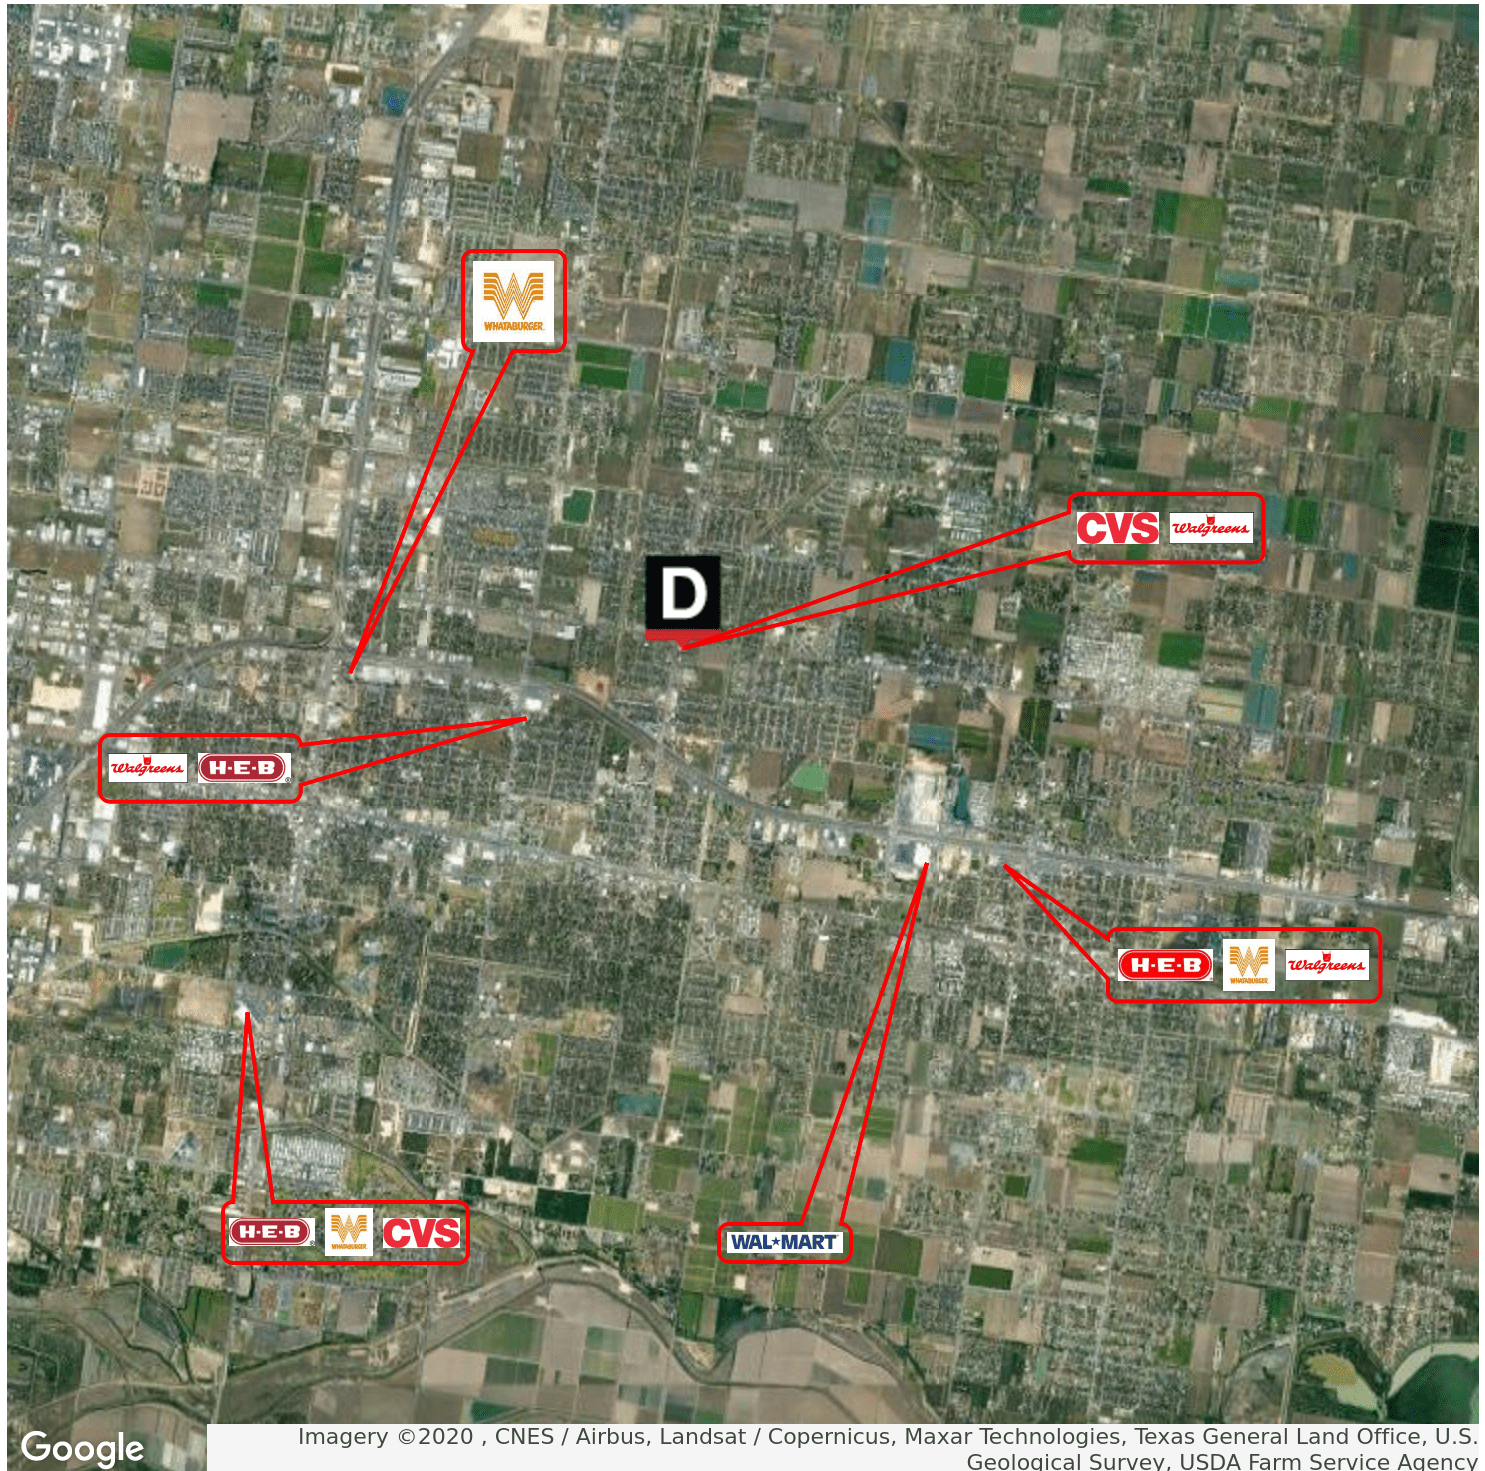 WHATABURGER
CVS Walgreens
D
Walgreens H-E-B
H-E-B WHATABURGER Walgreens
H-E-B WHATABURGER CVS
WAL★MART
Google
Imagery ©2020 , CNES / Airbus, Landsat / Copernicus, Maxar Technologies, Texas General Land Office, U.S.
Geological Survey, USDA Farm Service Agency